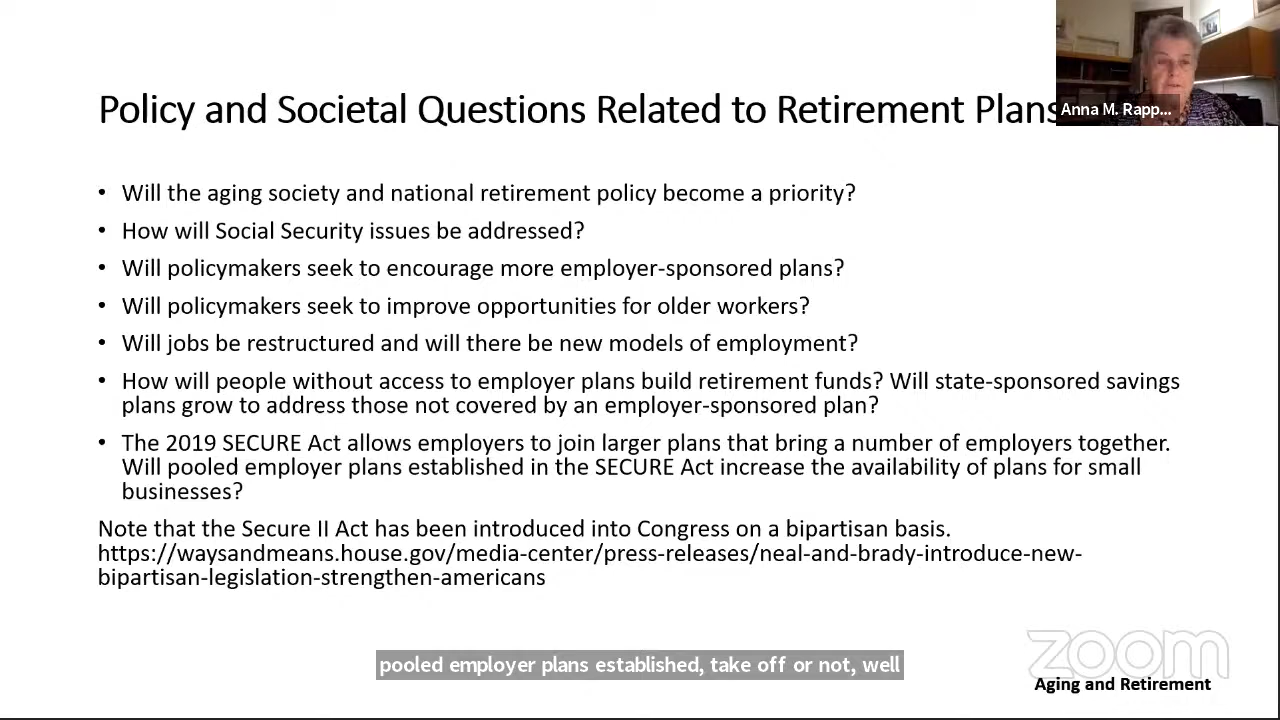 Policy and Societal Questions Related to Retirement Plans
Anna M. Rapp...
• Will the aging society and national retirement policy become a priority?
• How will Social Security issues be addressed?
• Will policymakers seek to encourage more employer-sponsored plans?
• Will policymakers seek to improve opportunities for older workers?
• Will jobs be restructured and will there be new models of employment?
• How will people without access to employer plans build retirement funds? Will state-sponsored savings
plans grow to address those not covered by an employer-sponsored plan?
• The 2019 SECURE Act allows employers to join larger plans that bring a number of employers together.
Will pooled employer plans established in the SECURE Act increase the availability of plans for small
businesses?
Note that the Secure II Act has been introduced into Congress on a bipartisan basis.
https://waysandmeans.house.gov/media-center/press-releases/neal-and-brady-introduce-new-
bipartisan-legislation-strengthen-americans
zoom
pooled employer plans established, take off or not, well
Aging and Retirement